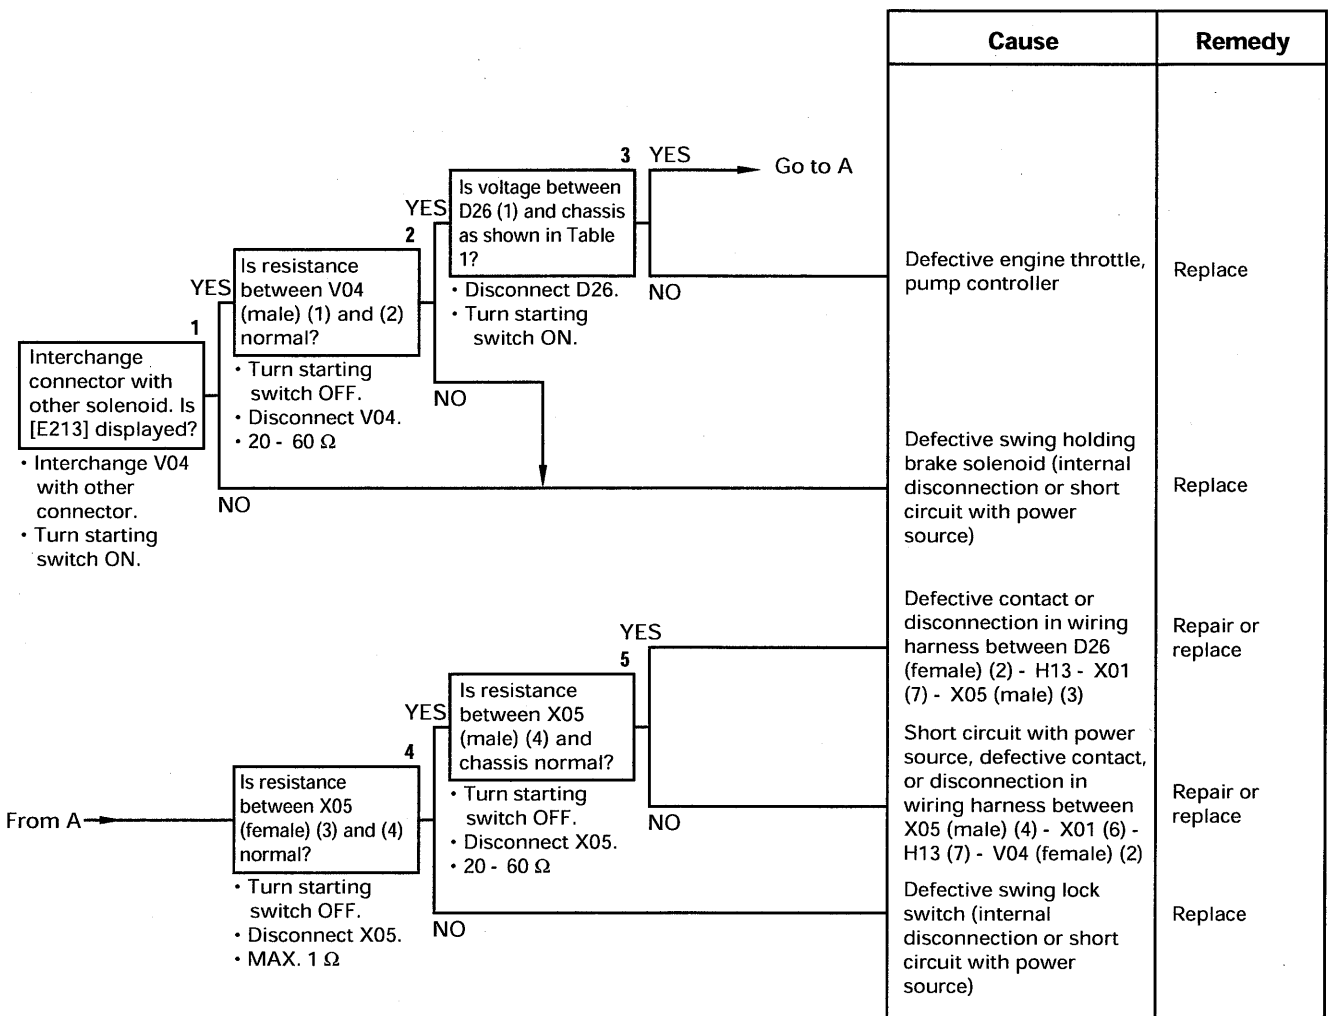 Cause
Remedy
3
YES
Go to A
Is voltage between
D26 (1) and chassis
as shown in Table
1?
YES
2
NO
• Disconnect D26.
• Turn starting
switch ON.
Defective engine throttle,
pump controller
Replace
Is resistance
between V04
(male) (1) and (2)
normal?
YES
1
• Turn starting
switch OFF.
• Disconnect V04.
• 20 - 60 Ω
NO
Interchange
connector with
other solenoid. Is
[E213] displayed?
• Interchange V04
with other
connector.
• Turn starting
switch ON.
NO
Defective swing holding
brake solenoid (internal
disconnection or short
circuit with power
source)
Replace
YES
5
Defective contact or
disconnection in wiring
harness between D26
(female) (2) - H13 - X01
(7) - X05 (male) (3)
Repair or
replace
Is resistance
between X05
(male) (4) and
chassis normal?
YES
4
• Turn starting
switch OFF.
• Disconnect X05.
• 20 - 60 Ω
NO
Short circuit with power
source, defective contact,
or disconnection in
wiring harness between
X05 (male) (4) - X01 (6) -
H13 (7) - V04 (female) (2)
Repair or
replace
From A
Is resistance
between X05
(female) (3) and (4)
normal?
• Turn starting
switch OFF.
• Disconnect X05.
• MAX. 1 Ω
NO
Defective swing lock
switch (internal
disconnection or short
circuit with power
source)
Replace